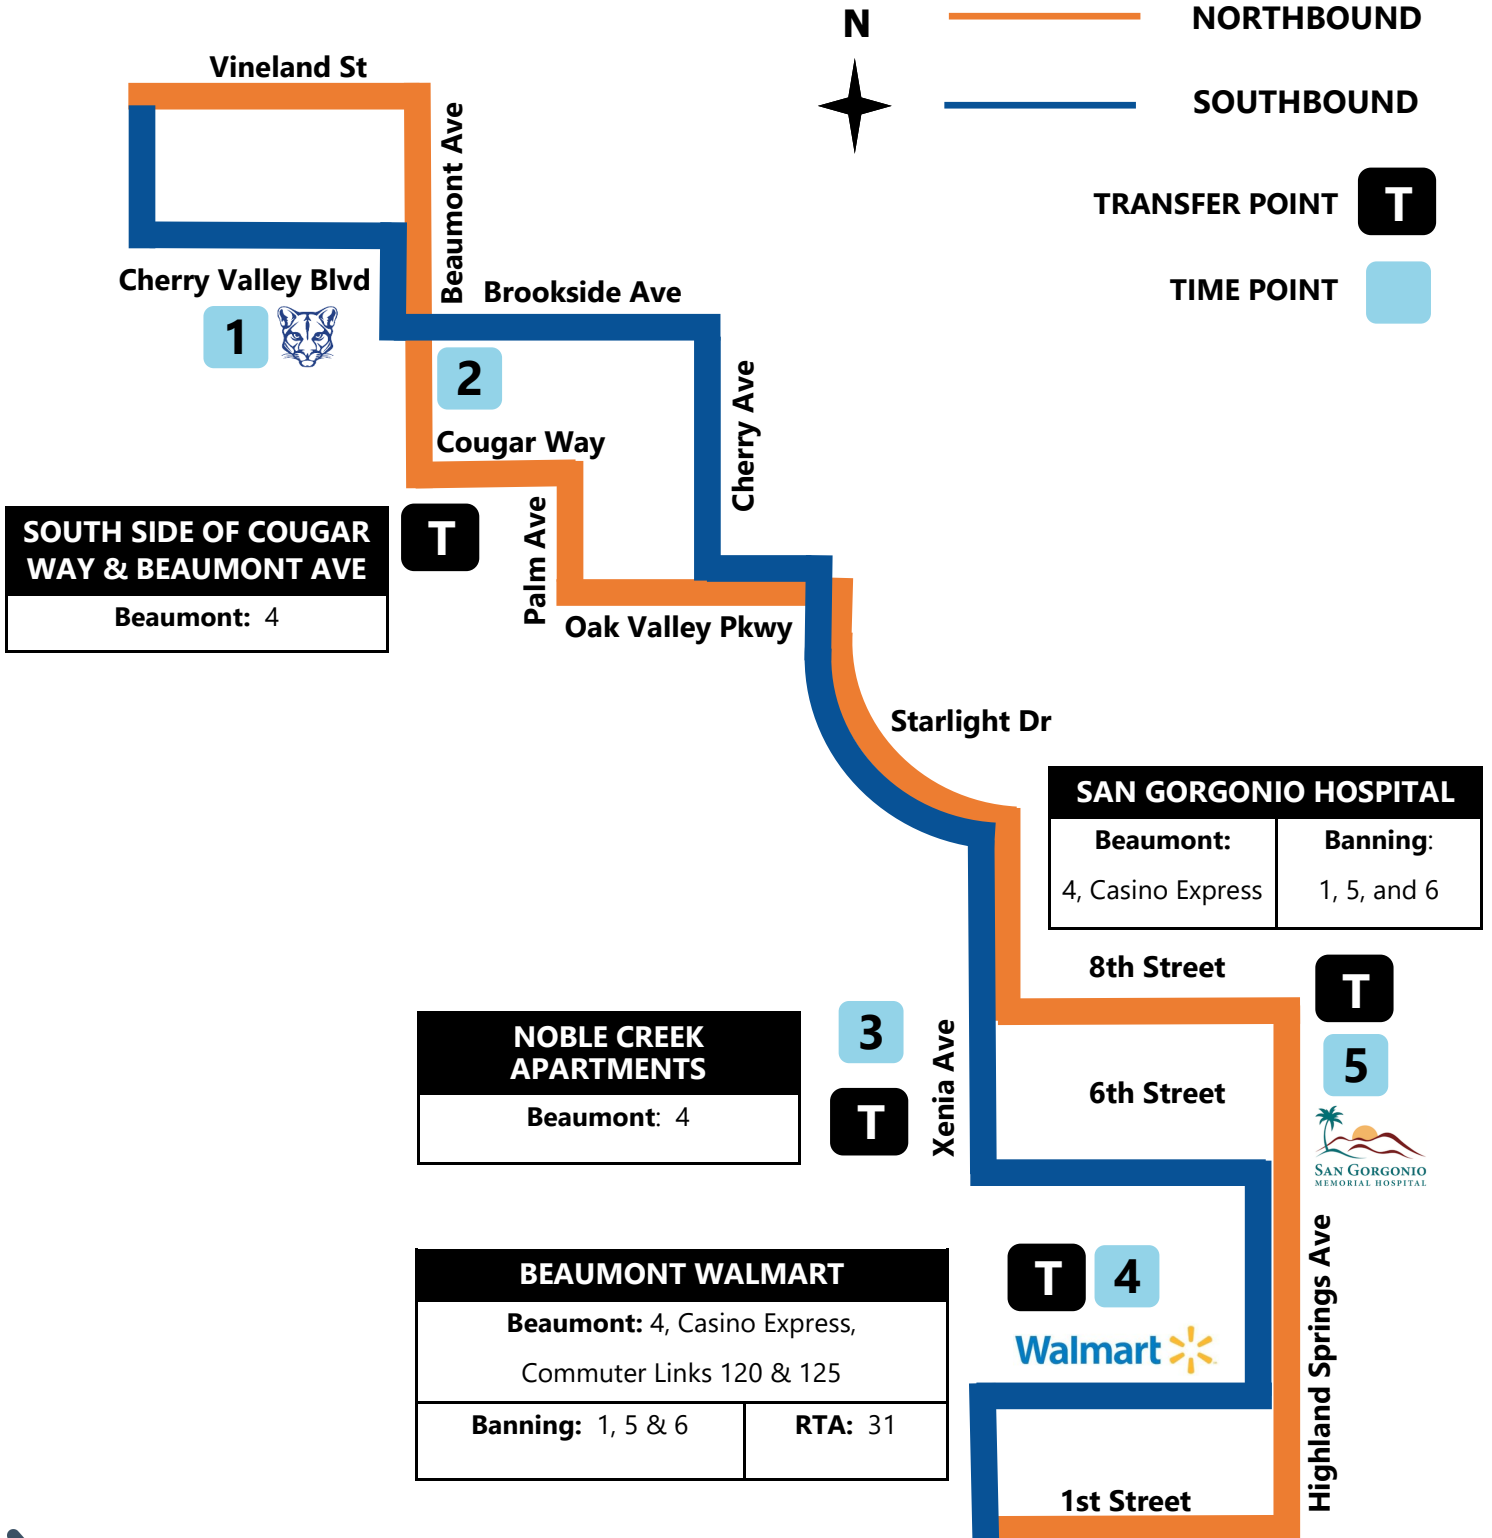 N
NORTHBOUND
SOUTHBOUND
TRANSFER POINT T
TIME POINT
Vineland St
Beaumont Ave
Cherry Valley Blvd
1
Brookside Ave
2
Cherry Ave
Cougar Way
Palm Ave
SOUTH SIDE OF COUGAR
WAY & BEAUMONT AVE
Beaumont: 4
T
Oak Valley Pkwy
Starlight Dr
SAN GORGONIO HOSPITAL
Beaumont:
4, Casino Express
Banning:
1, 5, and 6
8th Street
T
5
SAN GORGONIO
MEMORIAL HOSPITAL
NOBLE CREEK
APARTMENTS
Beaumont: 4
3
T
Xenia Ave
6th Street
BEAUMONT WALMART
Beaumont: 4, Casino Express,
Commuter Links 120 & 125
Banning: 1, 5 & 6
RTA: 31
T 4
Walmart
Highland Springs Ave
1st Street